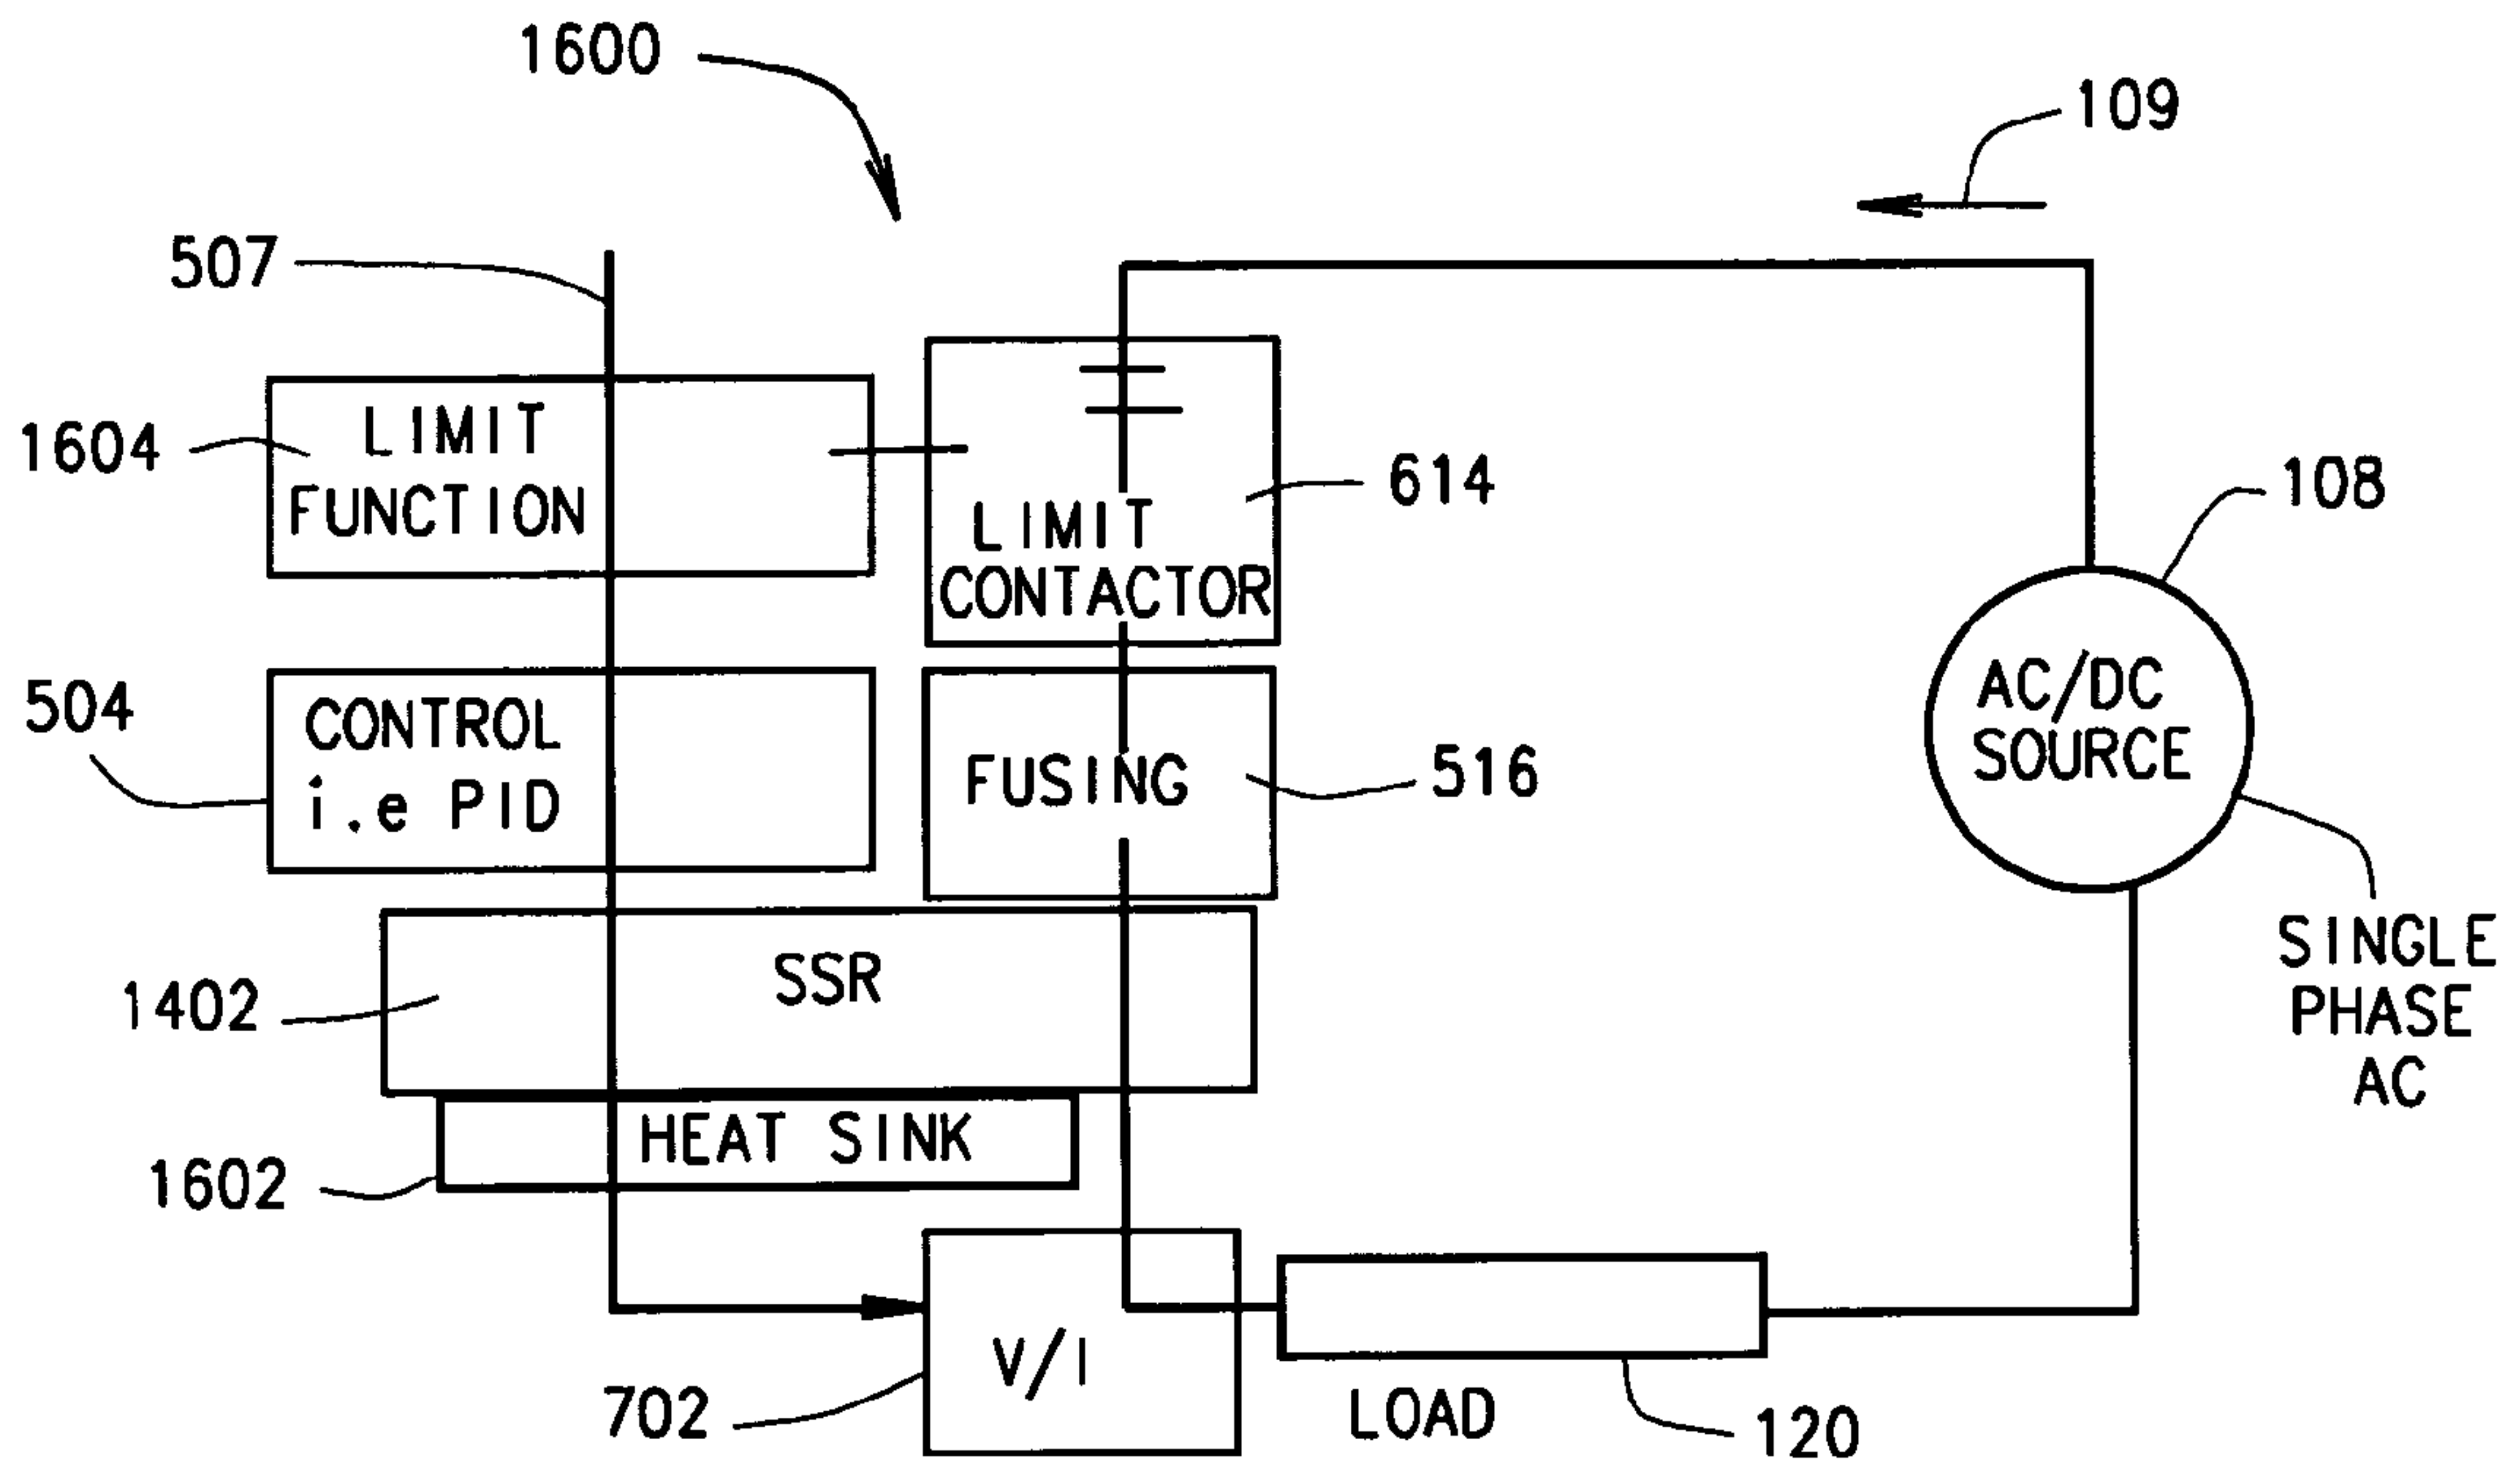 1600
109
507
LIMIT
FUNCTION
1604
614
LIMIT
CONTACTOR
108
AC/DC
SOURCE
504
CONTROL
i.e PID
FUSING
516
SINGLE
PHASE
AC
SSR
1402
HEAT SINK
1602
V/I
702
LOAD
120